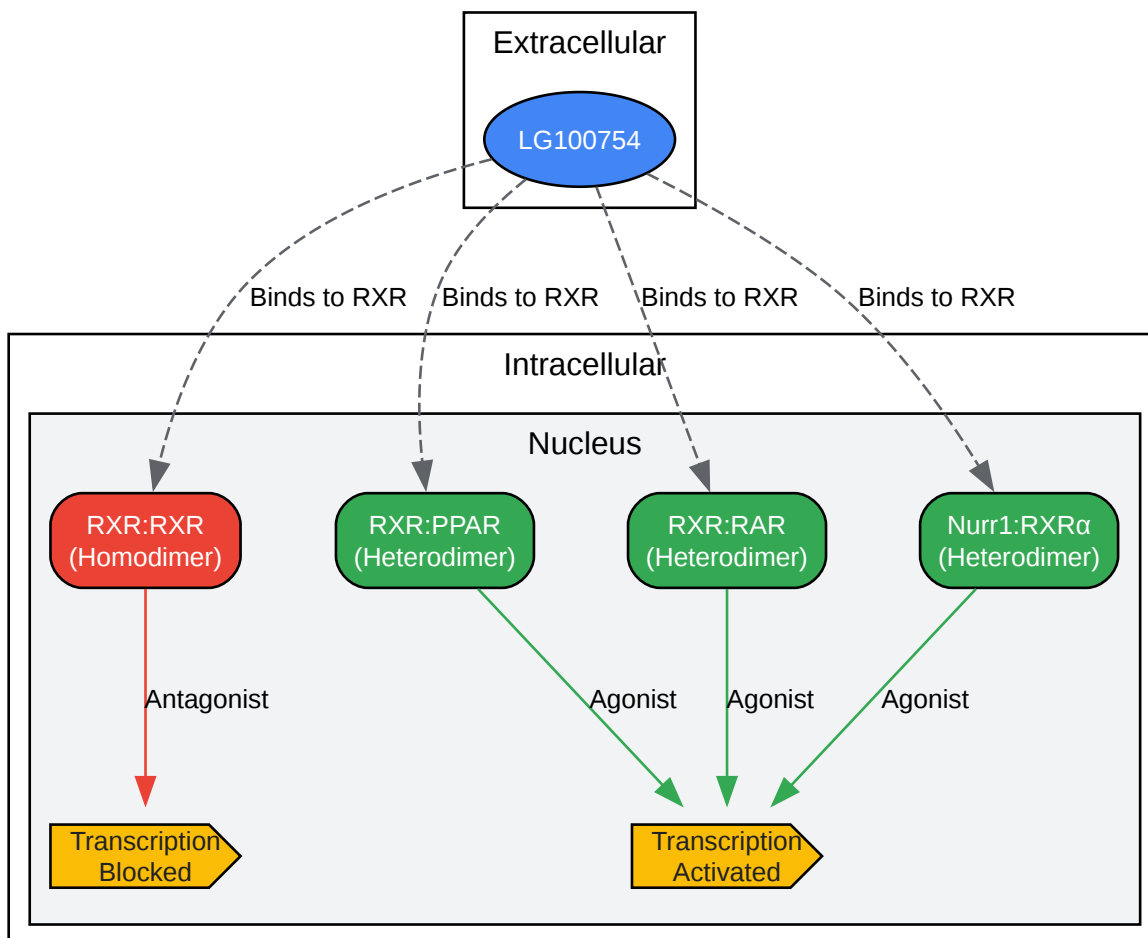 Extracellular
LG100754
Binds to RXR
Binds to RXR
Binds to RXR
Binds to RXR
Intracellular
Nucleus
RXR:RXR
(Homodimer)
RXR:PPAR
(Heterodimer)
RXR:RAR
(Heterodimer)
Nurr1:RXRα
(Heterodimer)
Antagonist
Agonist
Agonist
Agonist
Transcription
Blocked
Transcription
Activated